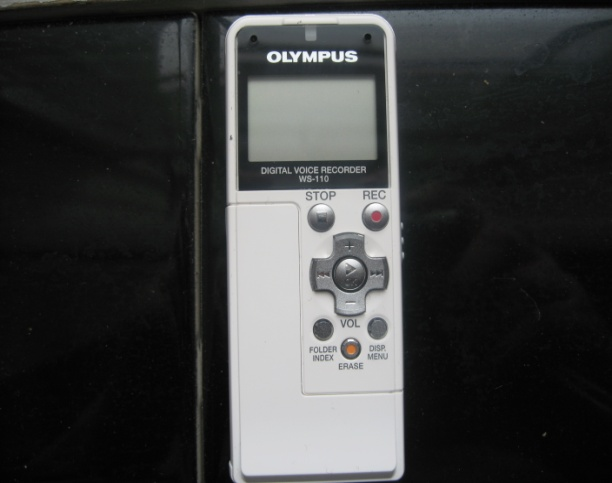 OLYMPUS
DIGITAL VOICE RECORDER
WS-110
STOP REC
+
-
VOL
FOLDER INDEX
DISP. MENU
ERASE